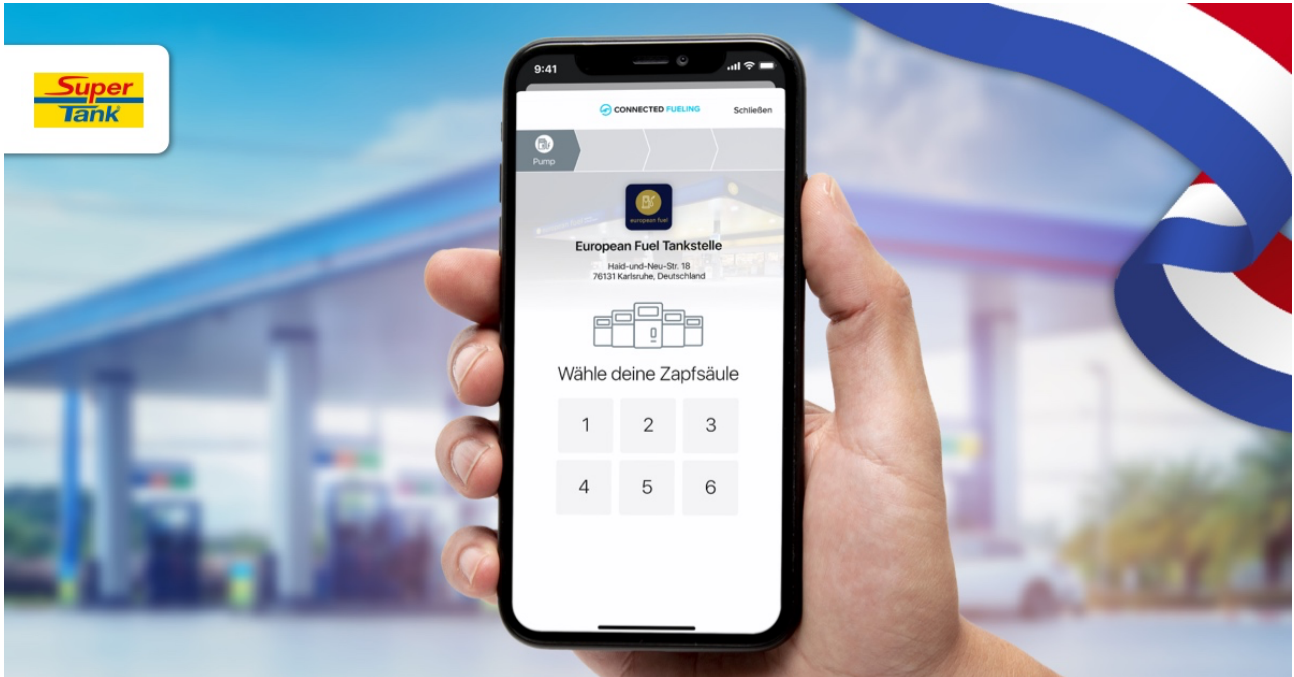 Super
Tank
9:41
CONNECTED FUELING
Schließen
Pump
european fuel
European Fuel Tankstelle
Haid-und-Neu-Str. 18
76131 Karlsruhe, Deutschland
Wähle deine Zapfsäule
1 2 3
4 5 6